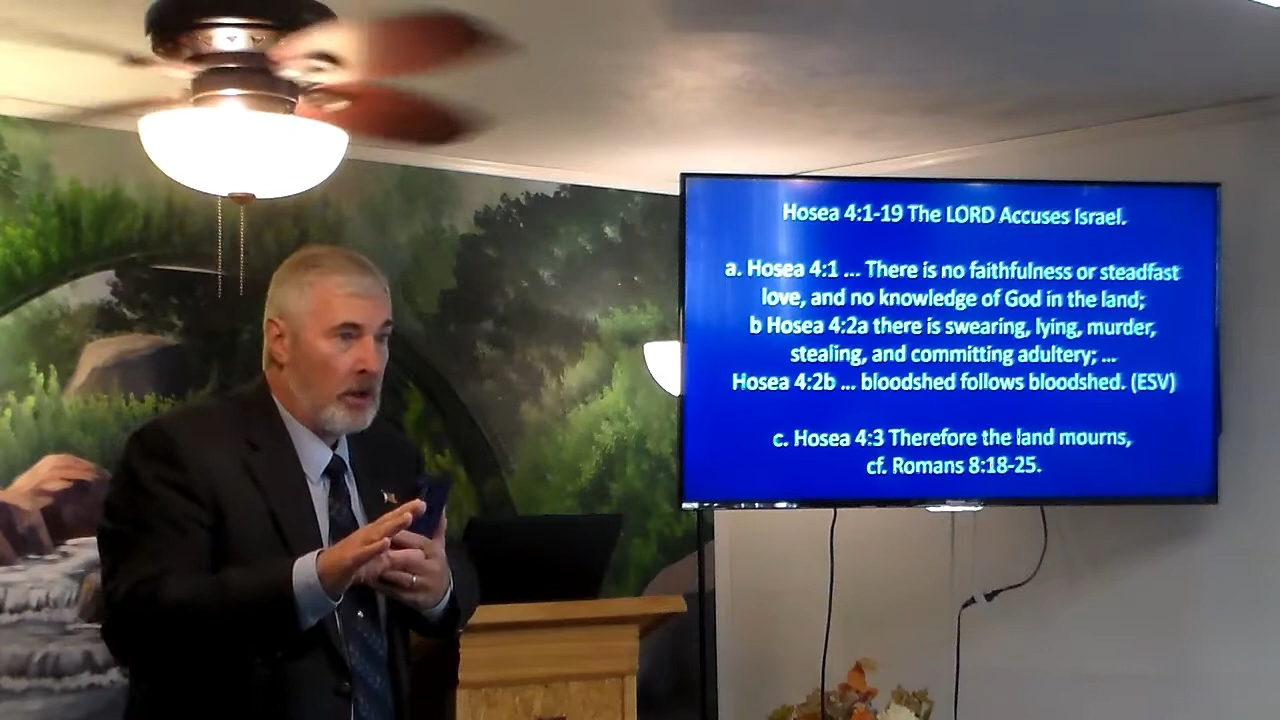 Hosea 4:1-19 The LORD Accuses Israel.
a. Hosea 4:1 ... There is no faithfulness or steadfast
love, and no knowledge of God in the land;
b Hosea 4:2a there is swearing, lying, murder,
stealing, and committing adultery; ...
Hosea 4:2b ... bloodshed follows bloodshed. (ESV)
c. Hosea 4:3 Therefore the land mourns,
cf. Romans 8:18-25.